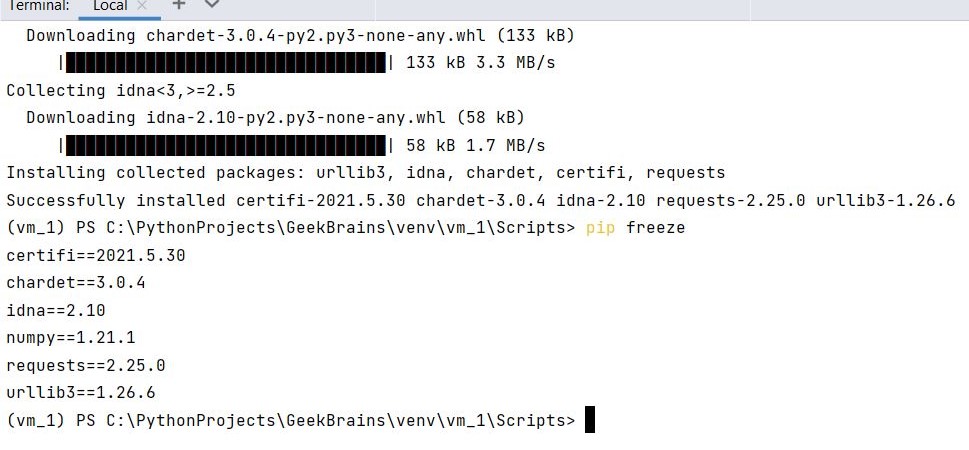 Terminal: Local × +
Downloading chardet-3.0.4-py2.py3-none-any.whl (133 kB)
|████████████████████████████████| 133 kB 3.3 MB/s
Collecting idna<3,>=2.5
Downloading idna-2.10-py2.py3-none-any.whl (58 kB)
|████████████████████████████████| 58 kB 1.7 MB/s
Installing collected packages: urllib3, idna, chardet, certifi, requests
Successfully installed certifi-2021.5.30 chardet-3.0.4 idna-2.10 requests-2.25.0 urllib3-1.26.6
(vm_1) PS C:\PythonProjects\GeekBrains\venv\vm_1\Scripts> pip freeze
certifi==2021.5.30
chardet==3.0.4
idna==2.10
numpy==1.21.1
requests==2.25.0
urllib3==1.26.6
(vm_1) PS C:\PythonProjects\GeekBrains\venv\vm_1\Scripts>